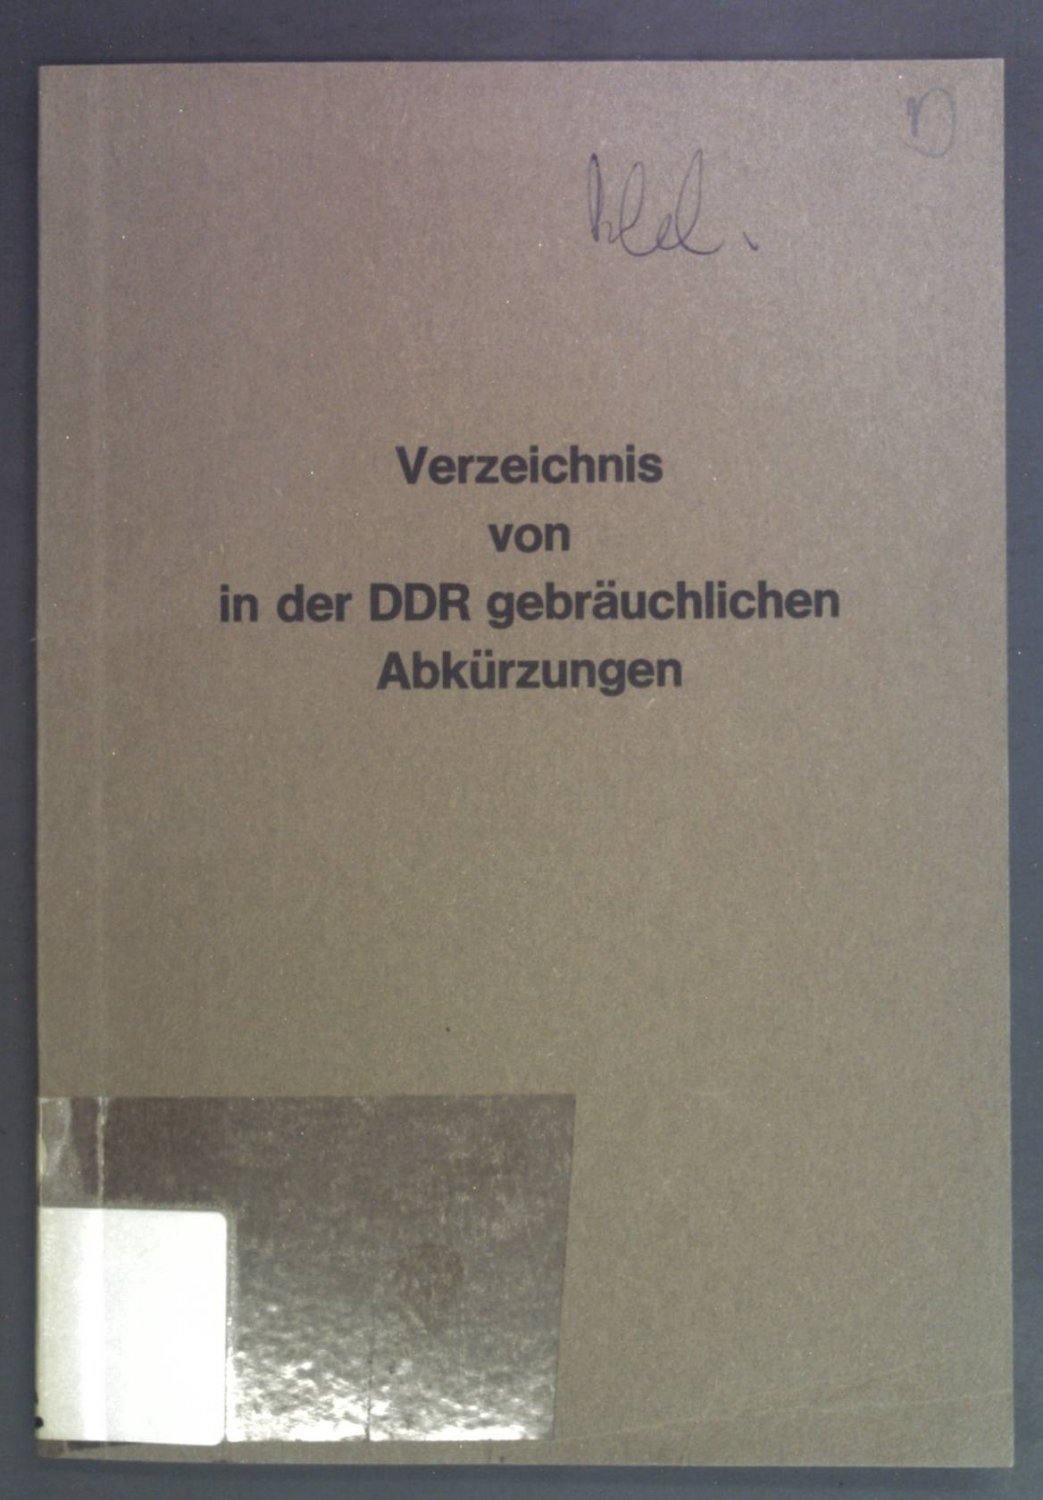 Verzeichnis
von
in der DDR gebräuchlichen
Abkürzungen